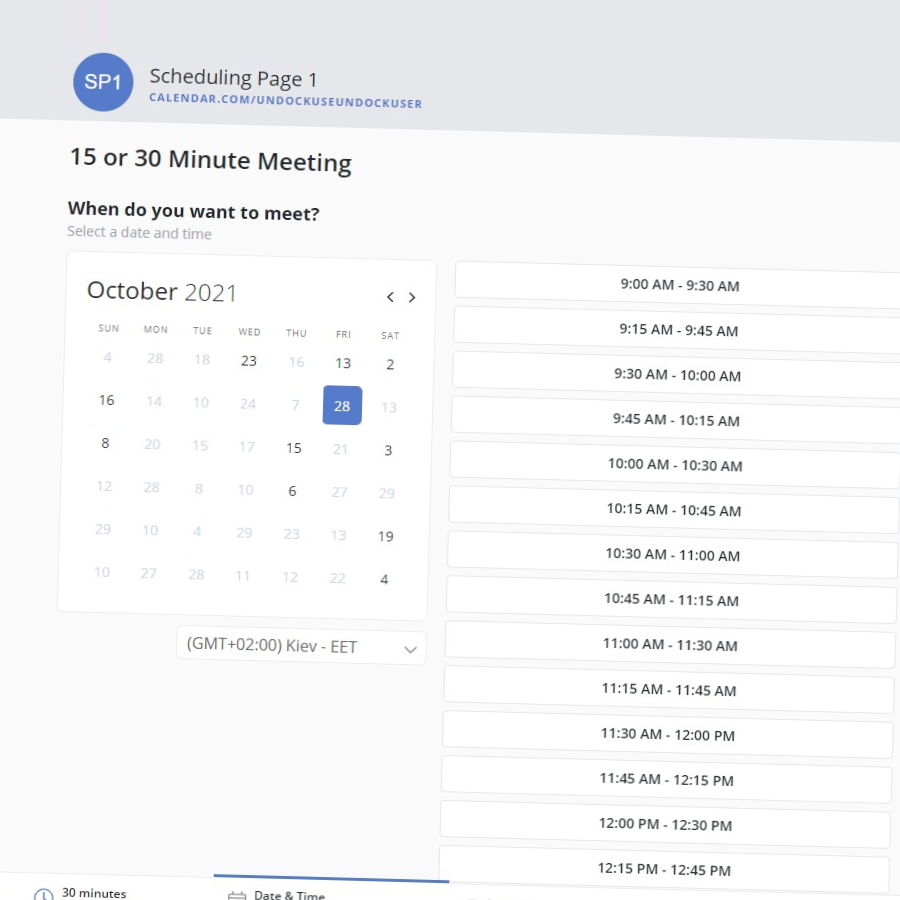 SP1
Scheduling Page 1
CALENDAR.COM/UNDOCKUSEUNDOCKUSER
15 or 30 Minute Meeting
When do you want to meet?
Select a date and time
October 2021
SUN MON TUE WED THU FRI SAT
4 28 18 23 16 13 2
16 14 10 24 7 28 13
8 20 15 17 15 21 3
12 28 8 10 6 27 29
29 10 4 29 23 13 19
10 27 28 11 12 22 4
(GMT+02:00) Kiev - EET
9:00 AM - 9:30 AM
9:15 AM - 9:45 AM
9:30 AM - 10:00 AM
9:45 AM - 10:15 AM
10:00 AM - 10:30 AM
10:15 AM - 10:45 AM
10:30 AM - 11:00 AM
10:45 AM - 11:15 AM
11:00 AM - 11:30 AM
11:15 AM - 11:45 AM
11:30 AM - 12:00 PM
11:45 AM - 12:15 PM
12:00 PM - 12:30 PM
12:15 PM - 12:45 PM
30 minutes
Date & Time